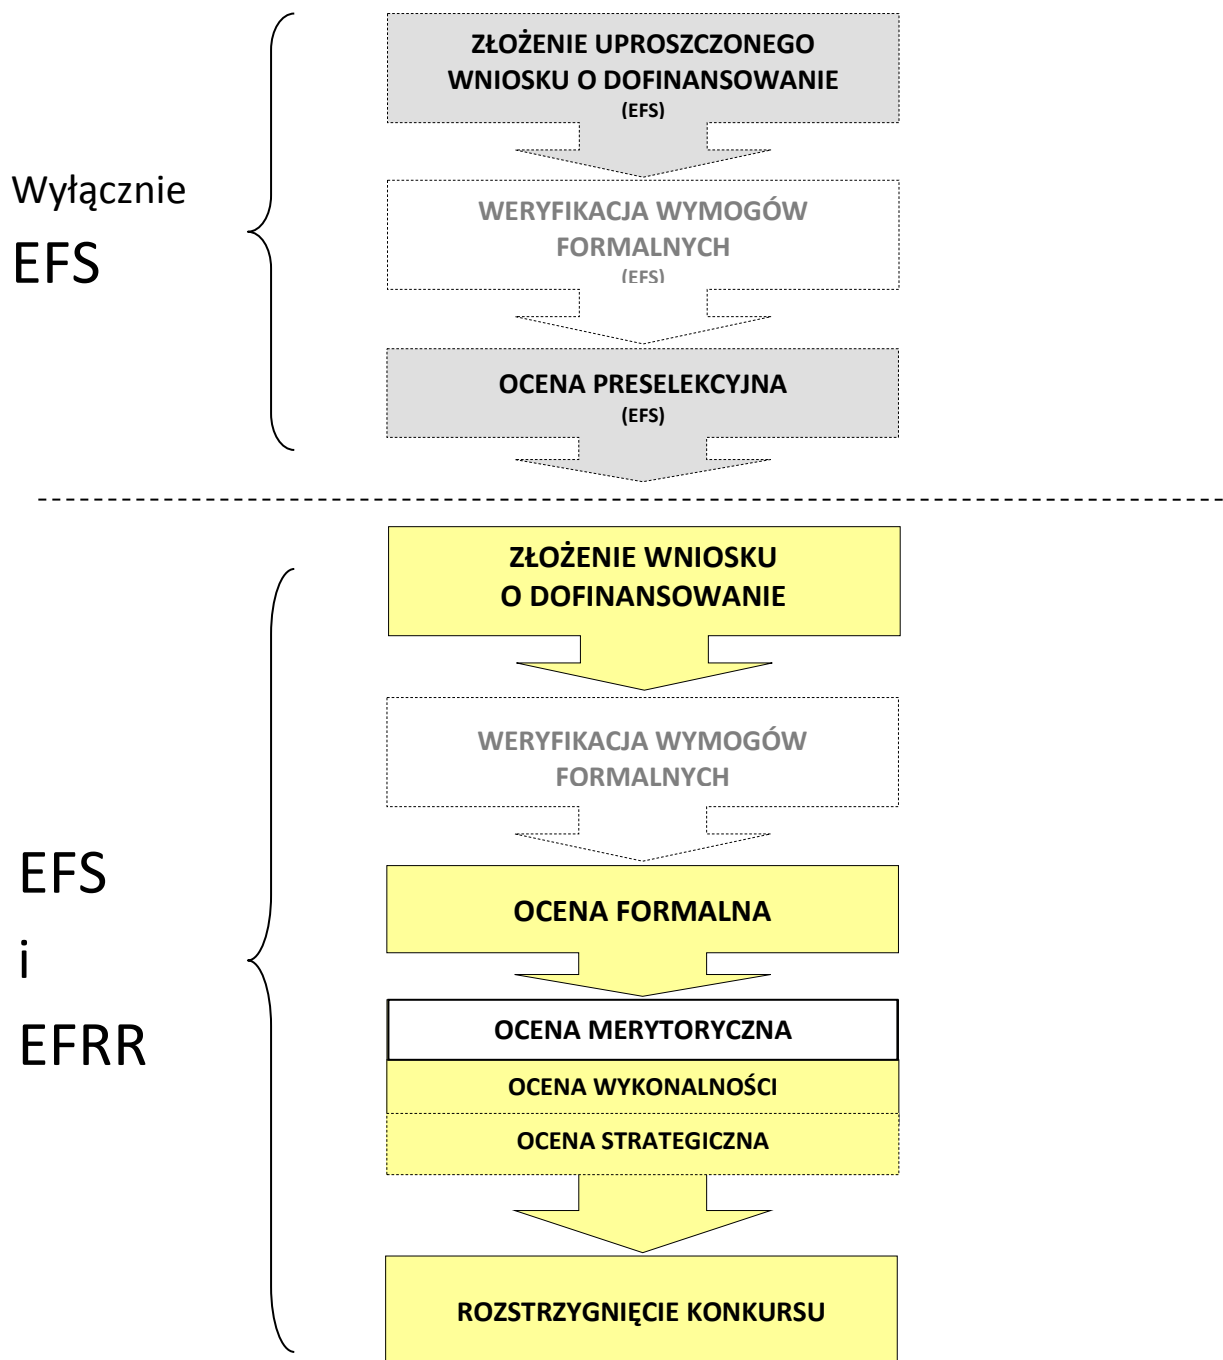 ZŁOŻENIE UPROSZCZONEGO
WNIOSKU O DOFINANSOWANIE
(EFS)
Wyłącznie
EFS
WERYFIKACJA WYMOGÓW
FORMALNYCH
(EFS)
OCENA PRESELEKCYJNA
(EFS)
ZŁOŻENIE WNIOSKU
O DOFINANSOWANIE
WERYFIKACJA WYMOGÓW
FORMALNYCH
EFS
i
EFRR
OCENA FORMALNA
OCENA MERYTORYCZNA
OCENA WYKONALNOŚCI
OCENA STRATEGICZNA
ROZSTRZYGNIĘCIE KONKURSU